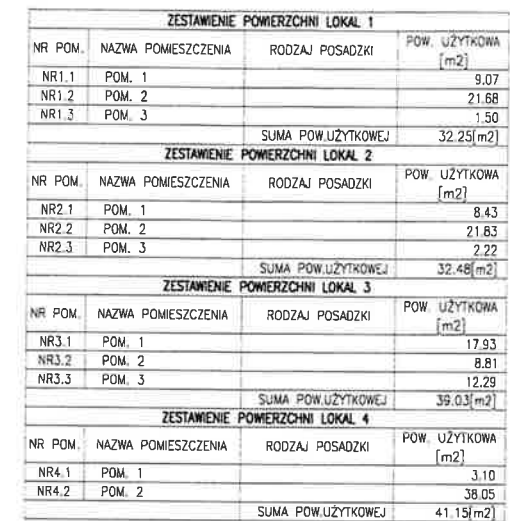 ZESTAWIENIE POWIERZCHNI LOKAL 1
NR POM. NAZWA POMIESZCZENIA RODZAJ POSADZKI POW. UŻYTKOWA [m2]
NR1.1 POM. 1 9.07
NR1.2 POM. 2 21.68
NR1.3 POM. 3 1.50
SUMA POW.UŻYTKOWEJ 32.25[m2]
ZESTAWIENIE POWIERZCHNI LOKAL 2
NR POM. NAZWA POMIESZCZENIA RODZAJ POSADZKI POW. UŻYTKOWA [m2]
NR2.1 POM. 1 8.43
NR2.2 POM. 2 21.83
NR2.3 POM. 3 2.22
SUMA POW.UŻYTKOWEJ 32.48[m2]
ZESTAWIENIE POWIERZCHNI LOKAL 3
NR POM. NAZWA POMIESZCZENIA RODZAJ POSADZKI POW. UŻYTKOWA [m2]
NR3.1 POM. 1 17.93
NR3.2 POM. 2 8.81
NR3.3 POM. 3 12.29
SUMA POW.UŻYTKOWEJ 39.03[m2]
ZESTAWIENIE POWIERZCHNI LOKAL 4
NR POM. NAZWA POMIESZCZENIA RODZAJ POSADZKI POW. UŻYTKOWA [m2]
NR4.1 POM. 1 3.10
NR4.2 POM. 2 38.05
SUMA POW.UŻYTKOWEJ 41.15[m2]